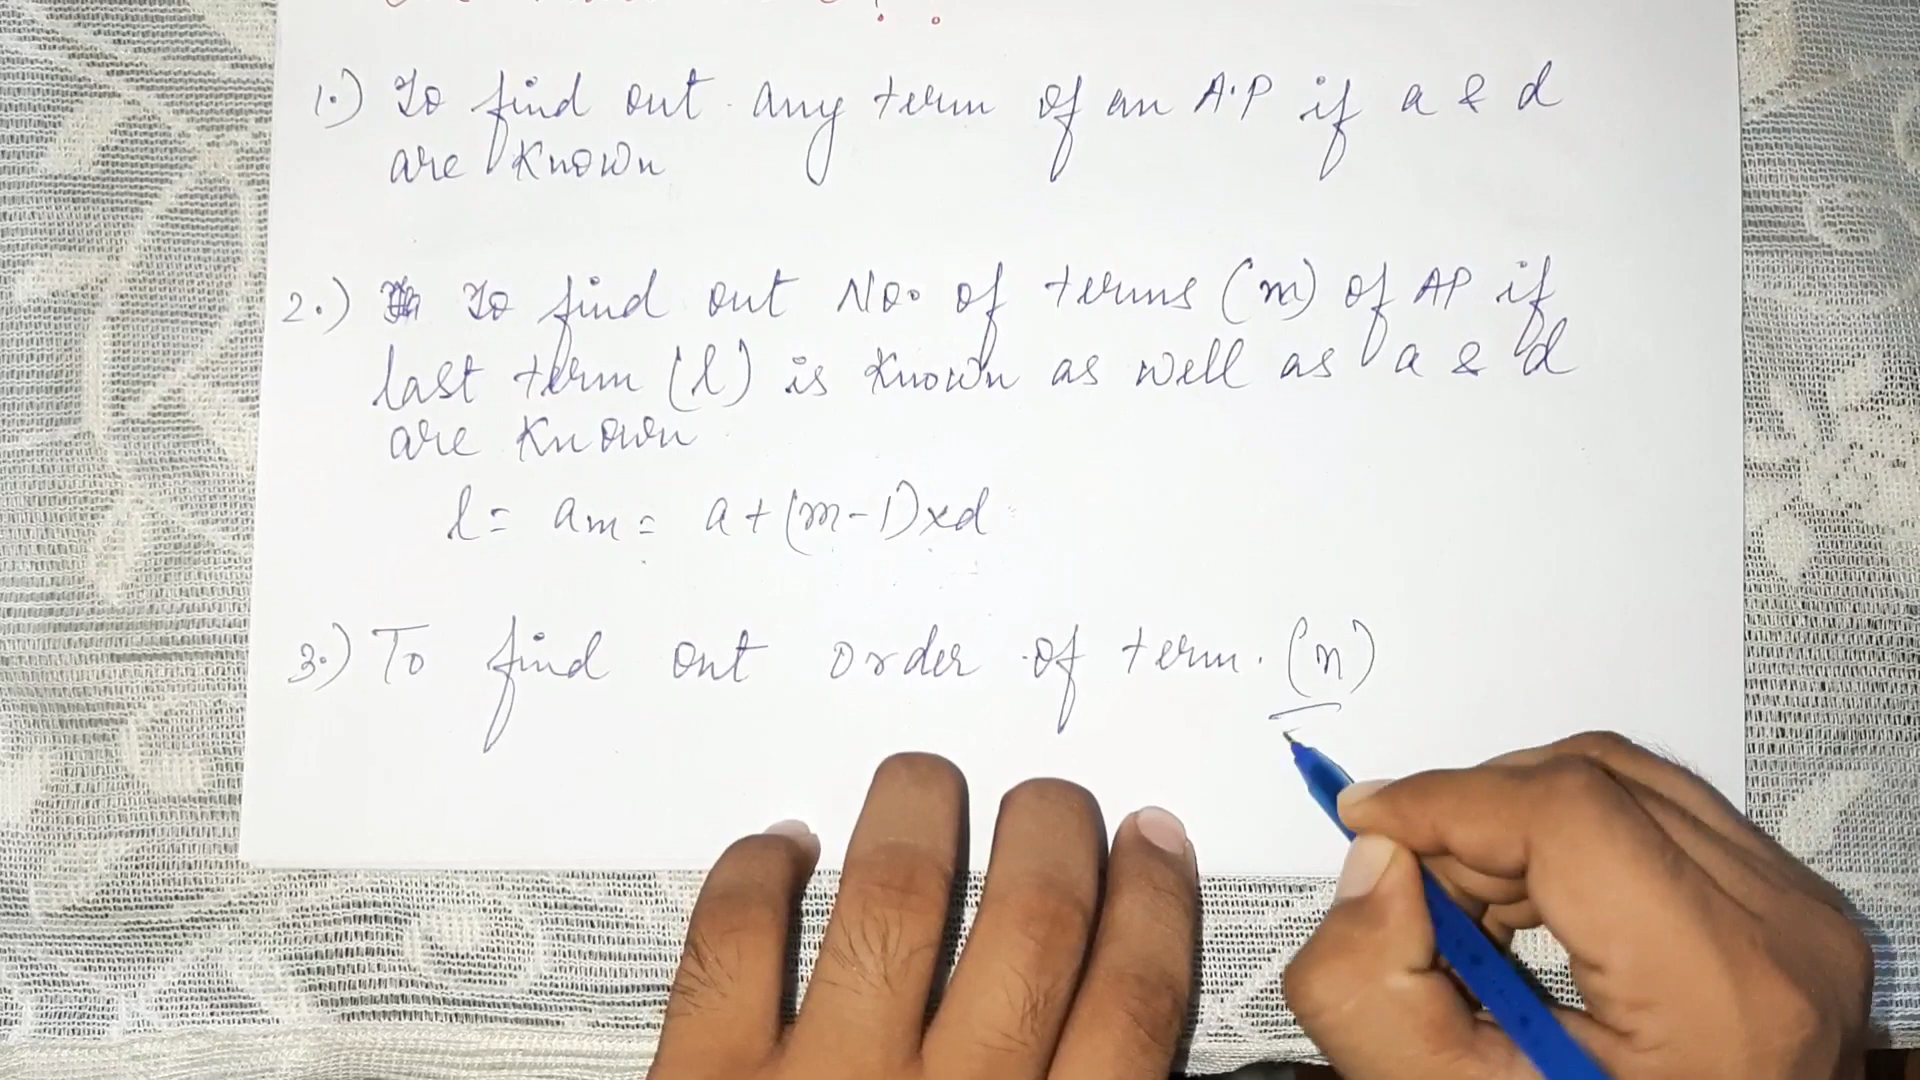 1.) To find out any term of an A.P if a & d
are known
2.) To find out No. of terms (m) of AP if
last term (l) is known as well as a & d
are known
l = am = a + (m-1)xd
3.) To find out order of term. (n)